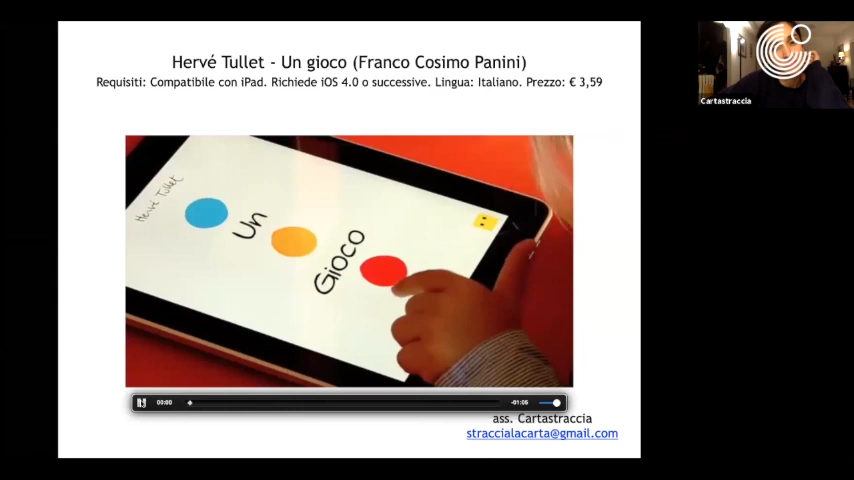 Hervé Tullet - Un gioco (Franco Cosimo Panini)
Requisiti: Compatibile con iPad. Richiede iOS 4.0 o successive. Lingua: Italiano. Prezzo: € 3,59
Cartastraccia
Hervé Tullet
Un
Gioco
00:00
-01:05
ass. Cartastraccia
straccialacarta@gmail.com